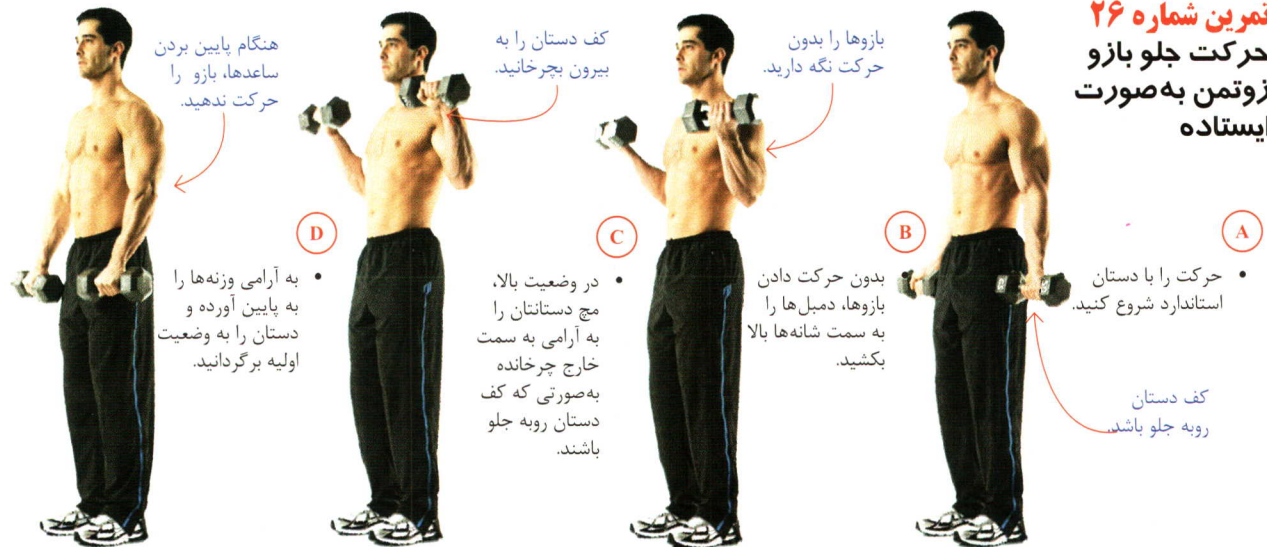 تمرین شماره ۲۶
حرکت جلو بازو
زوتمن به‌صورت
ایستاده
A
• حرکت را با دستان
استاندارد شروع کنید.
کف دستان
روبه جلو باشد.
بازوها را بدون
حرکت نگه دارید.
B
بدون حرکت دادن
بازوها، دمبل‌ها را
به سمت شانه‌ها بالا
بکشید.
کف دستان را به
بیرون بچرخانید.
C
• در وضعیت بالا،
مچ دستانتان را
به آرامی به سمت
خارج چرخانده
به‌صورتی که کف
دستان روبه جلو
باشند.
هنگام پایین بردن
ساعدها، بازو را
حرکت ندهید.
D
• به آرامی وزنه‌ها را
به پایین آورده و
دستان را به وضعیت
اولیه برگردانید.